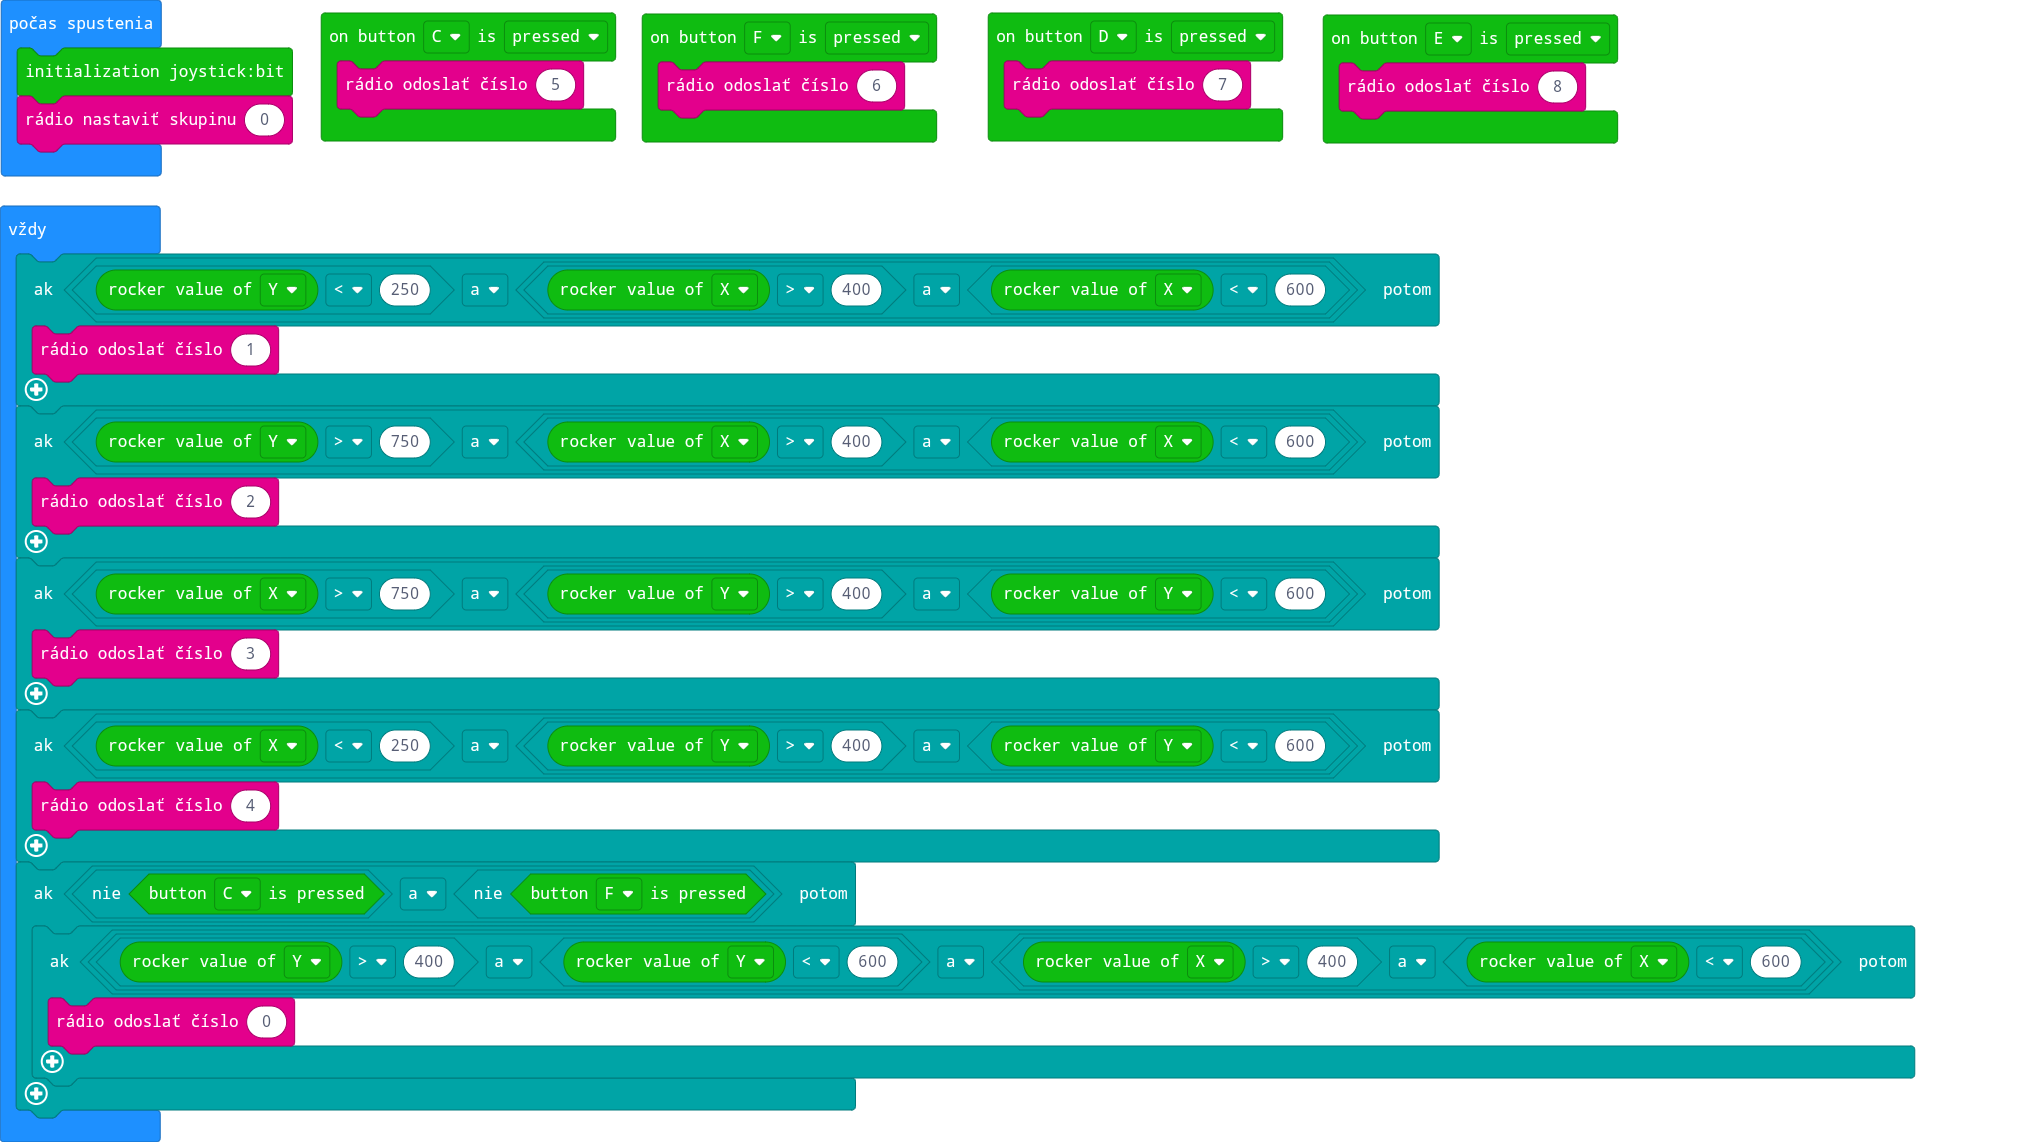 počas spustenia
initialization joystick:bit
rádio nastaviť skupinu 0
on button C is pressed
rádio odoslať číslo 5
on button F is pressed
rádio odoslať číslo 6
on button D is pressed
rádio odoslať číslo 7
on button E is pressed
rádio odoslať číslo 8
vždy
ak rocker value of Y < 250 a rocker value of X > 400 a rocker value of X < 600 potom
rádio odoslať číslo 1
ak rocker value of Y > 750 a rocker value of X > 400 a rocker value of X < 600 potom
rádio odoslať číslo 2
ak rocker value of X > 750 a rocker value of Y > 400 a rocker value of Y < 600 potom
rádio odoslať číslo 3
ak rocker value of X < 250 a rocker value of Y > 400 a rocker value of Y < 600 potom
rádio odoslať číslo 4
ak nie button C is pressed a nie button F is pressed potom
ak rocker value of Y > 400 a rocker value of Y < 600 a rocker value of X > 400 a rocker value of X < 600 potom
rádio odoslať číslo 0